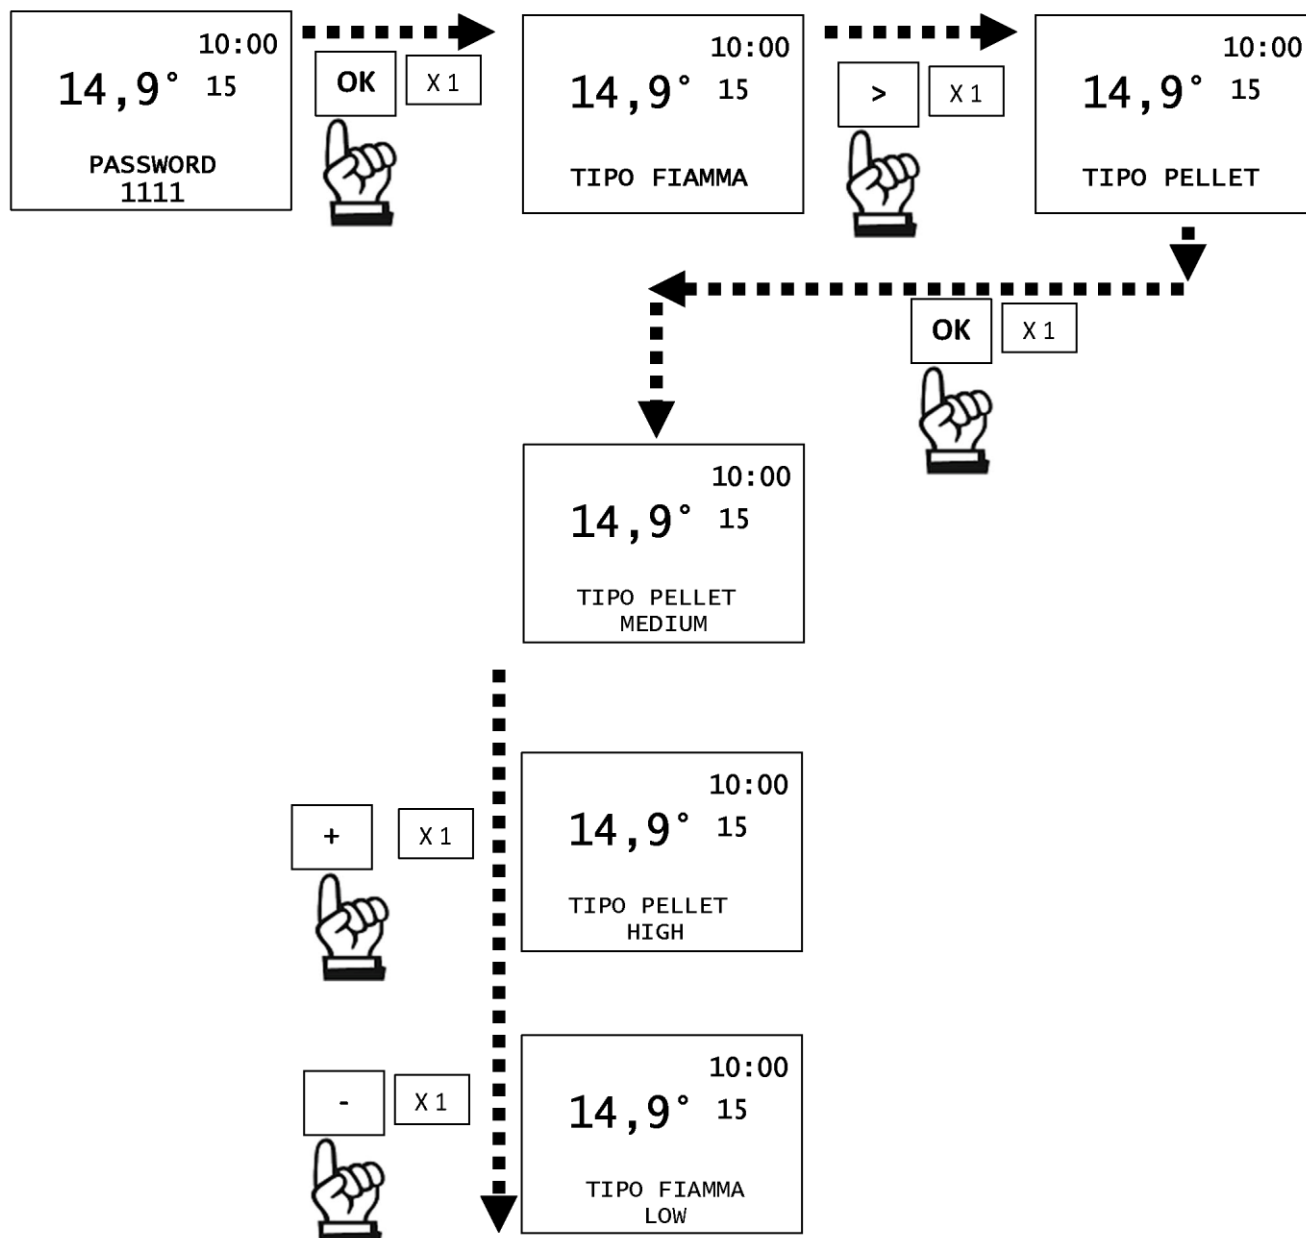 10:00
14,9° 15
PASSWORD
1111
OK X 1
10:00
14,9° 15
TIPO FIAMMA
> X 1
10:00
14,9° 15
TIPO PELLET
OK X 1
10:00
14,9° 15
TIPO PELLET
MEDIUM
+ X 1
10:00
14,9° 15
TIPO PELLET
HIGH
- X 1
10:00
14,9° 15
TIPO FIAMMA
LOW